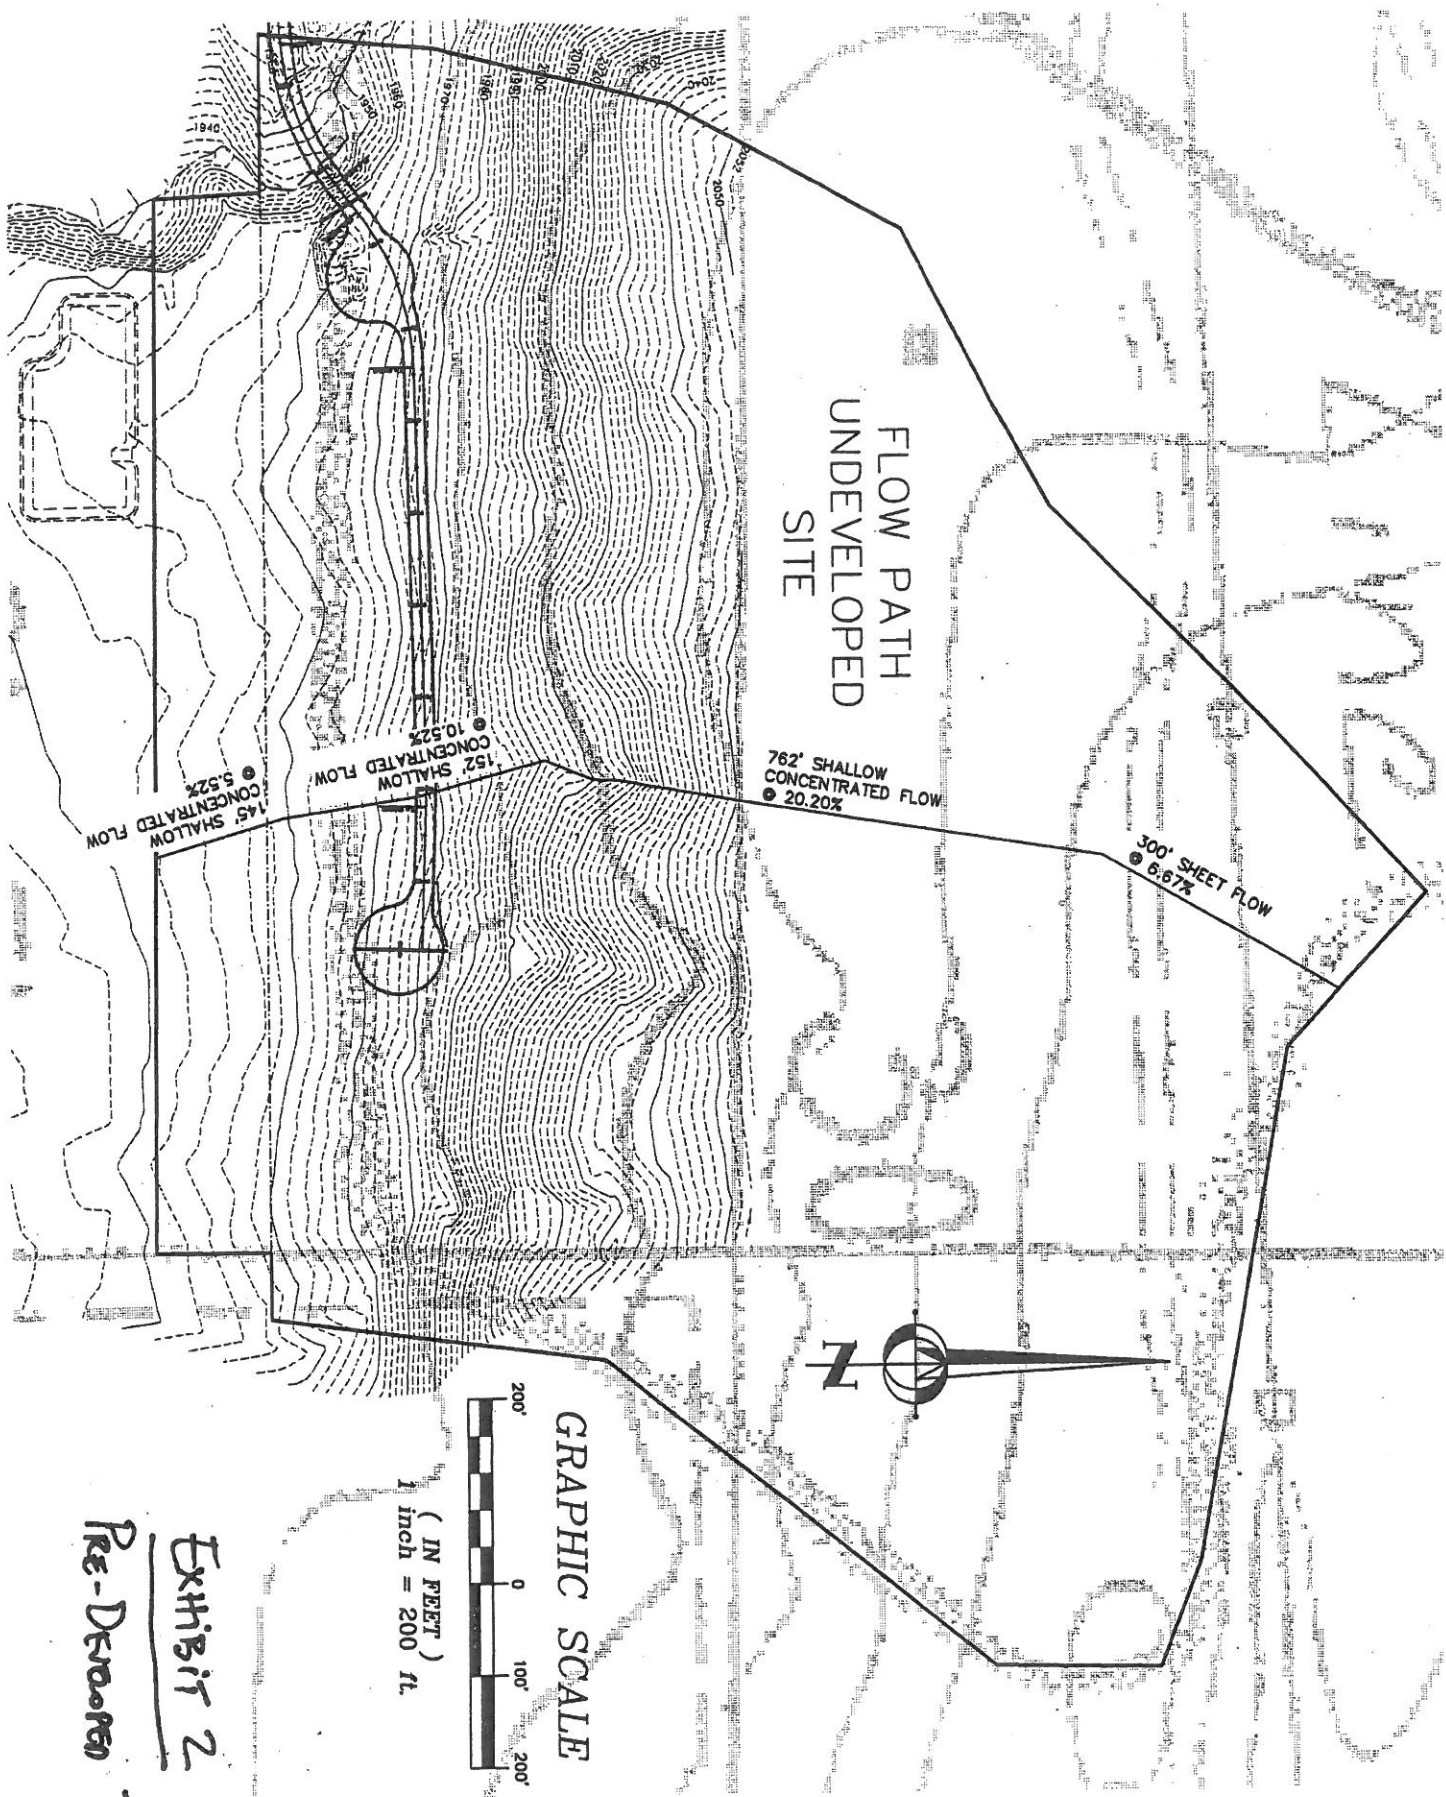 FLOW PATH
UNDEVELOPED
SITE
300' SHEET FLOW
@ 6.67%
762' SHALLOW
CONCENTRATED FLOW
@ 20.20%
152' SHALLOW
CONCENTRATED FLOW
@ 10.52%
145' SHALLOW
CONCENTRATED FLOW
@ 5.52%
1940
1950
1960
1970
1980
1990
2000
2010
2020
2050
2055
N
GRAPHIC SCALE
200' 0 100' 200'
( IN FEET )
1 inch = 200 ft.
EXHIBIT 2
PRE-DEVELOPED